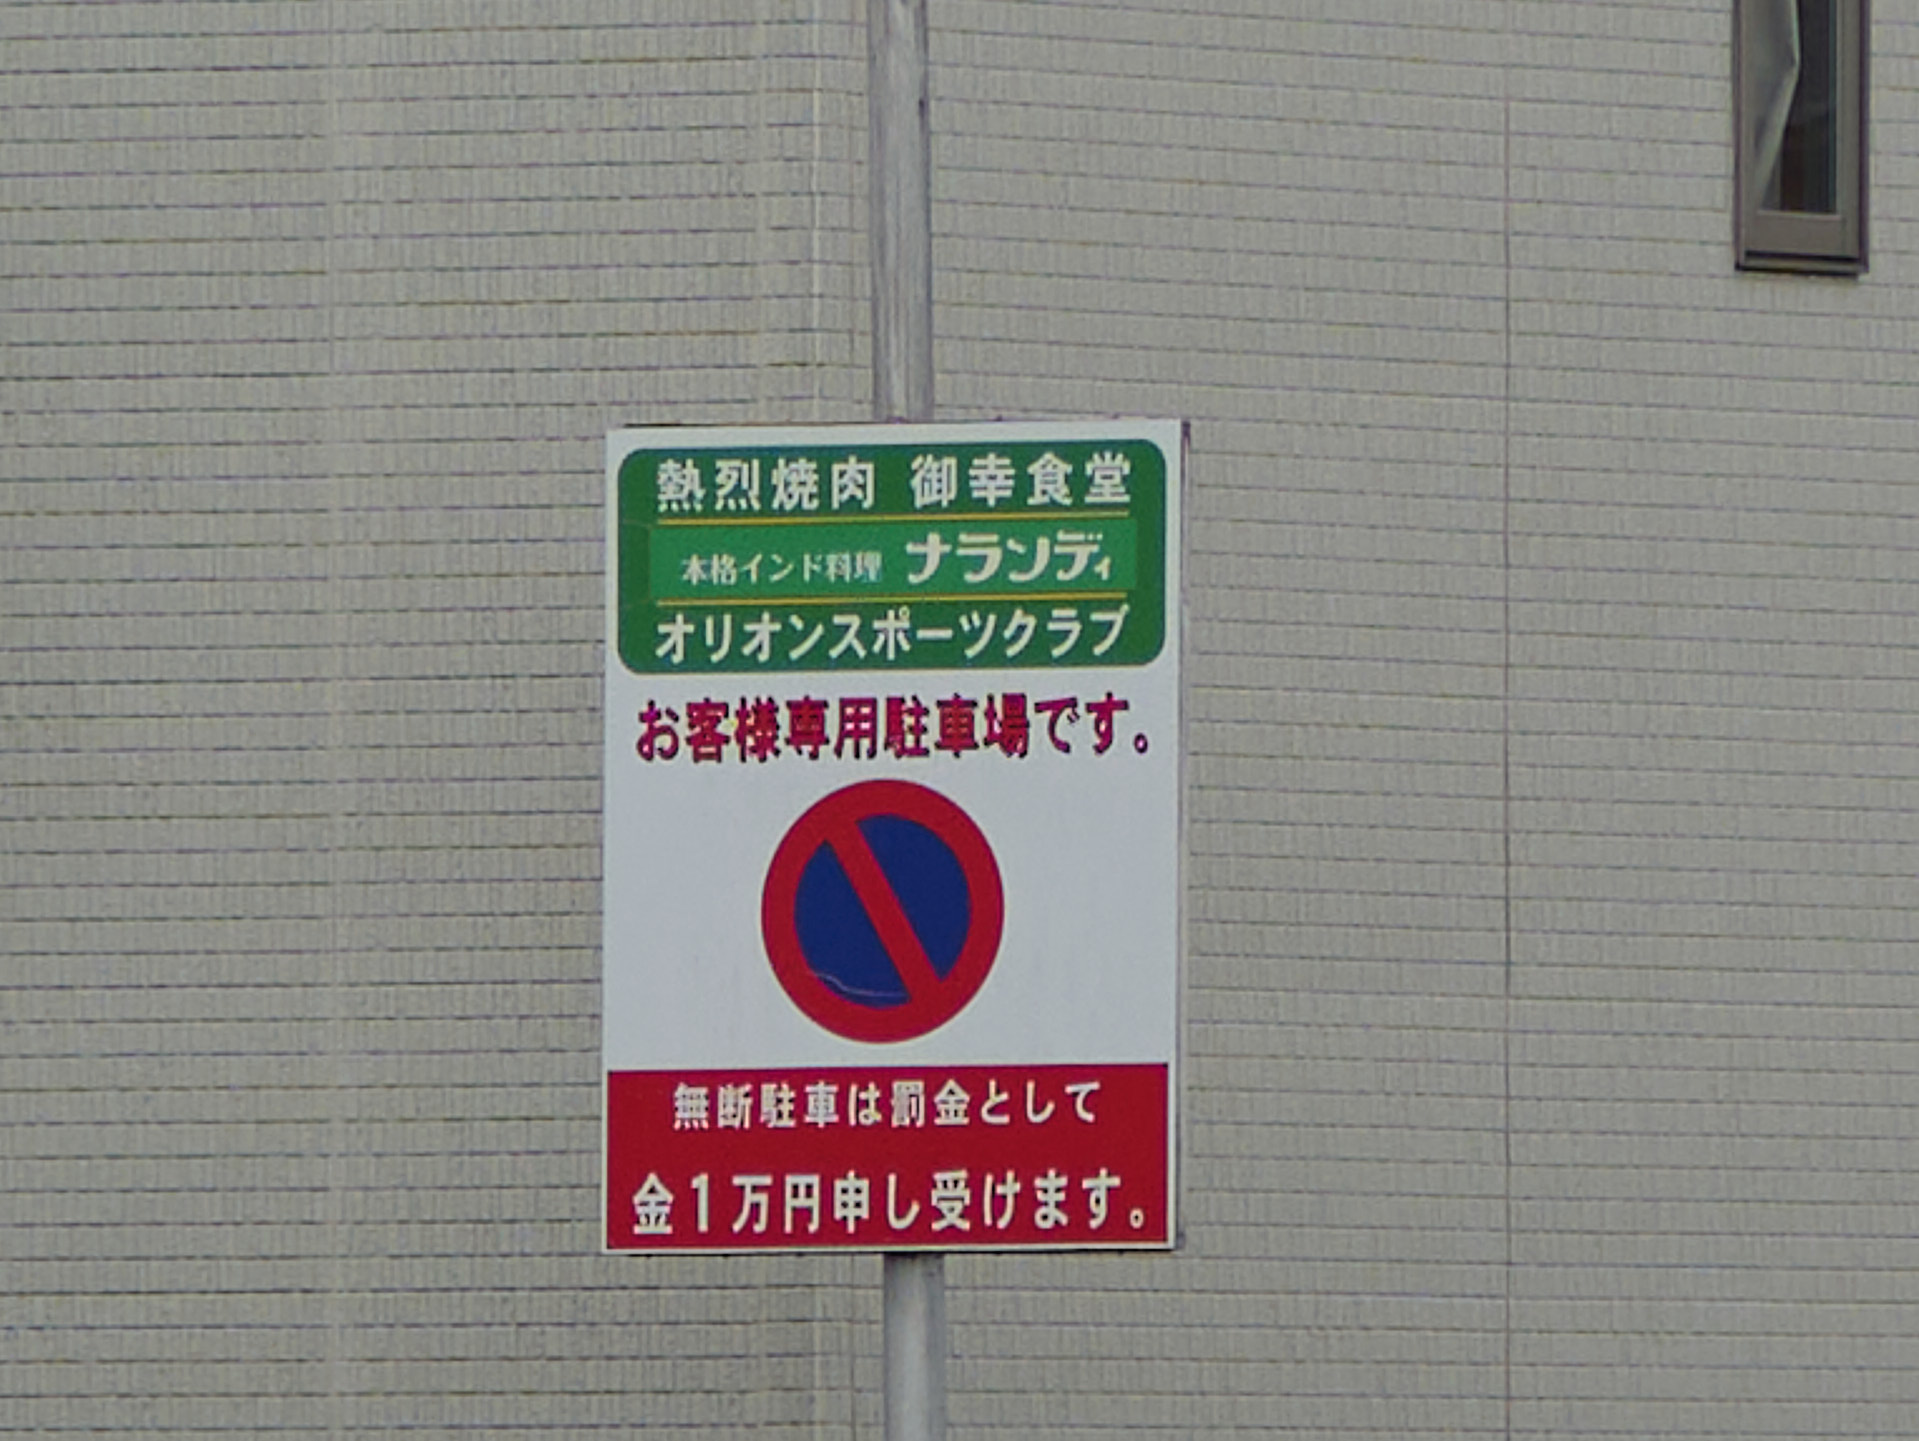 熱烈焼肉 御幸食堂
本格インド料理 ナランディ
オリオンスポーツクラブ
お客様専用駐車場です。
無断駐車は罰金として
金1万円申し受けます。